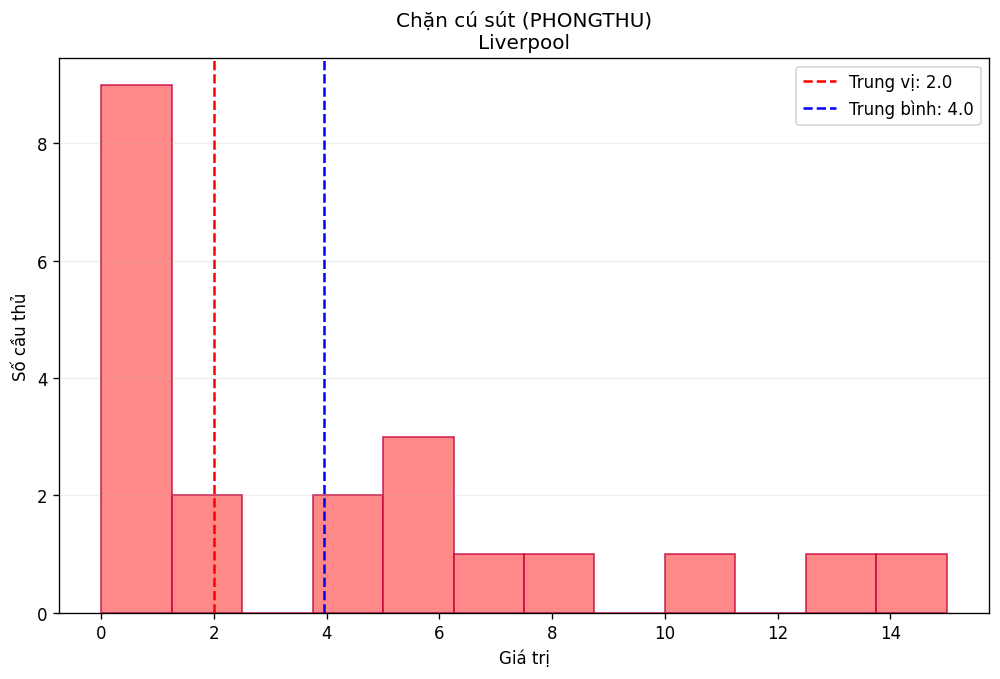 Chặn cú sút (PHONGTHU)
Liverpool
Trung vị: 2.0
Trung bình: 4.0
Số cầu thủ
8
6
4
2
0
0 2 4 6 8 10 12 14
Giá trị